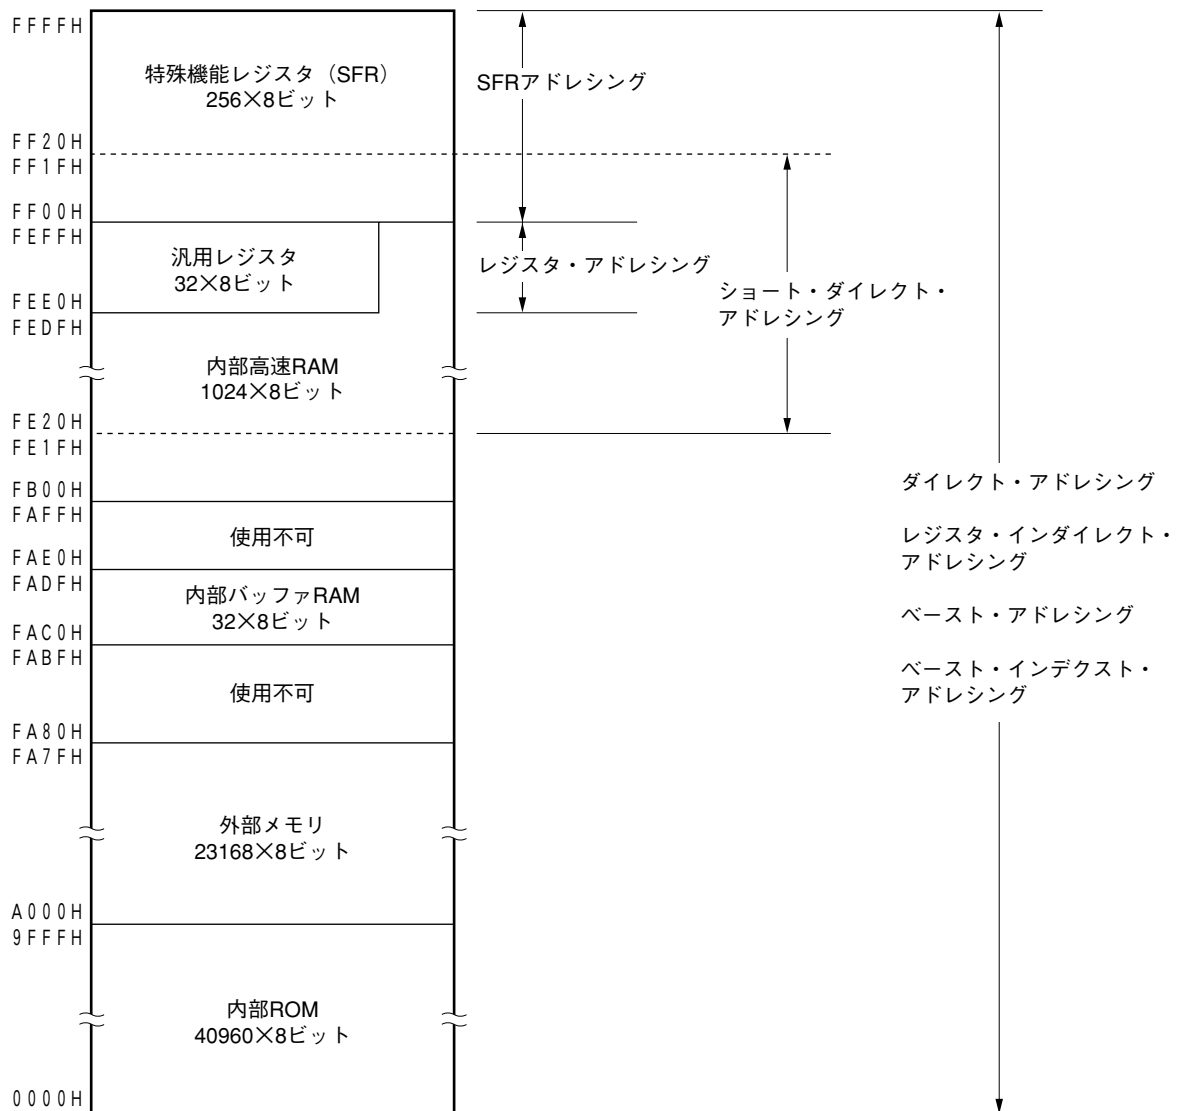 FFFFH
特殊機能レジスタ（SFR）
256×8ビット
FF20H
FF1FH
FF00H
FEFFH
汎用レジスタ
32×8ビット
FEE0H
FEDFH
内部高速RAM
1024×8ビット
FE20H
FE1FH
FB00H
FAFFH
使用不可
FAE0H
FADFH
内部バッファRAM
32×8ビット
FAC0H
FABFH
使用不可
FA80H
FA7FH
外部メモリ
23168×8ビット
A000H
9FFFH
内部ROM
40960×8ビット
0000H
SFRアドレシング
レジスタ・アドレシング
ショート・ダイレクト・
アドレシング
ダイレクト・アドレシング
レジスタ・インダイレクト・
アドレシング
ベースト・アドレシング
ベースト・インデクスト・
アドレシング